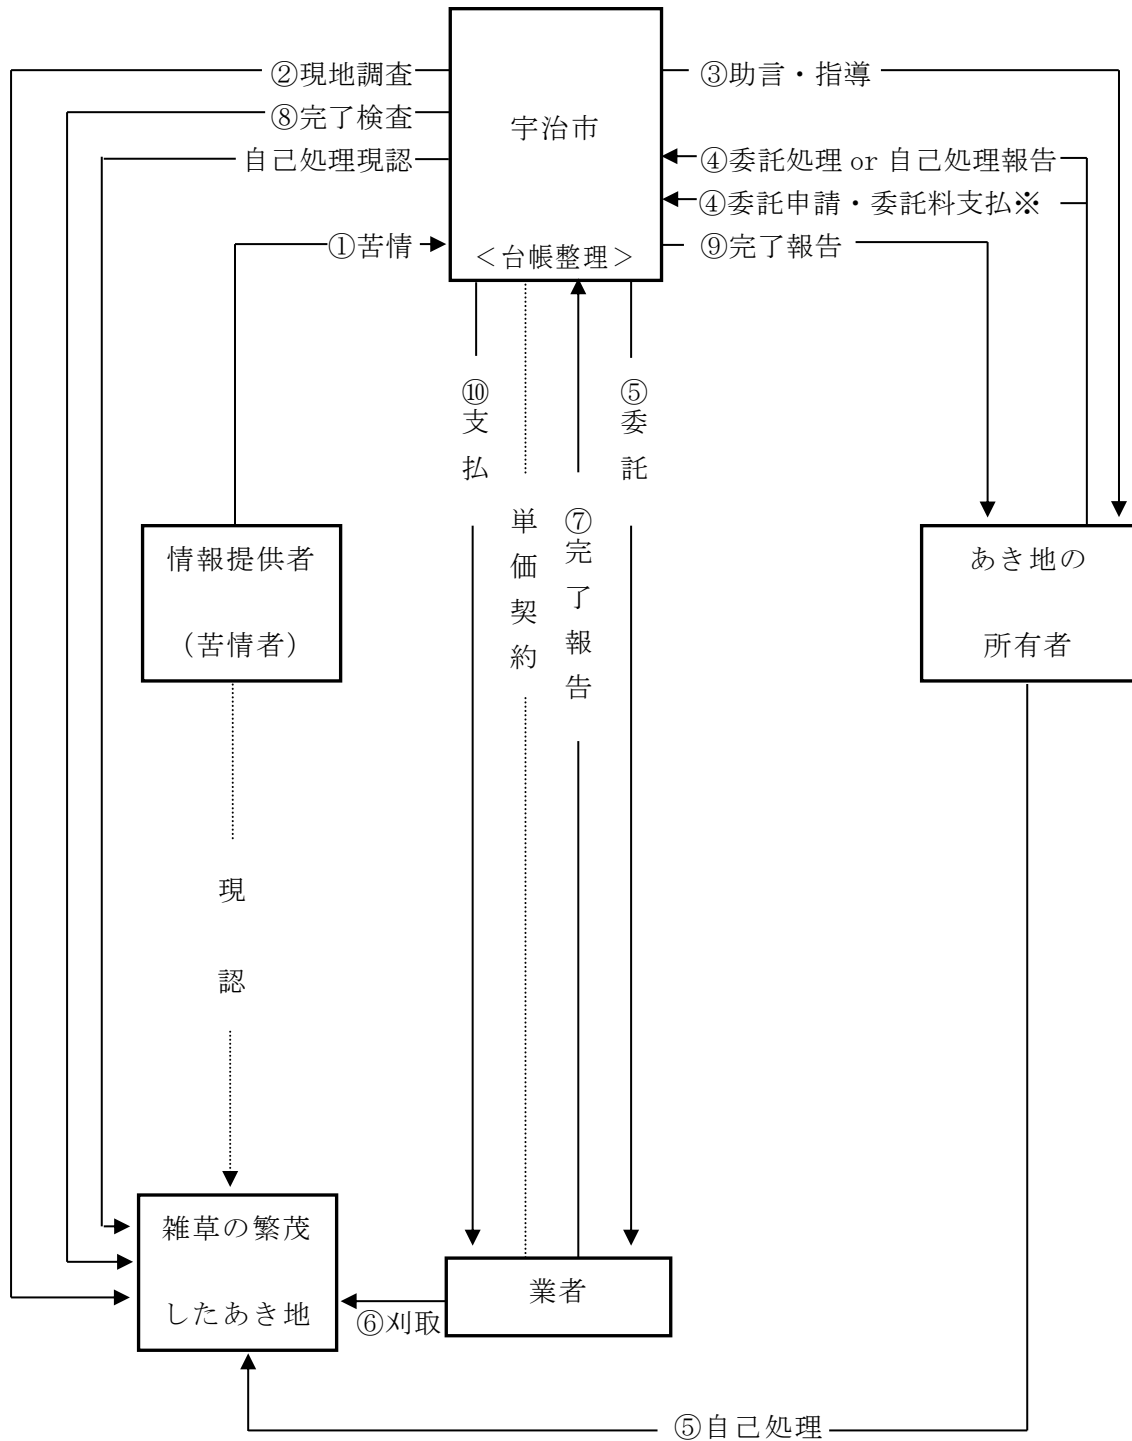 ②現地調査
⑧完了検査
自己処理現認
①苦情
宇治市
＜台帳整理＞
③助言・指導
④委託処理 or 自己処理報告
④委託申請・委託料支払※
⑨完了報告
⑩支払
単価契約
⑦完了報告
⑤委託
情報提供者
（苦情者）
あき地の
所有者
現認
雑草の繁茂
したあき地
業者
⑥刈取
⑤自己処理